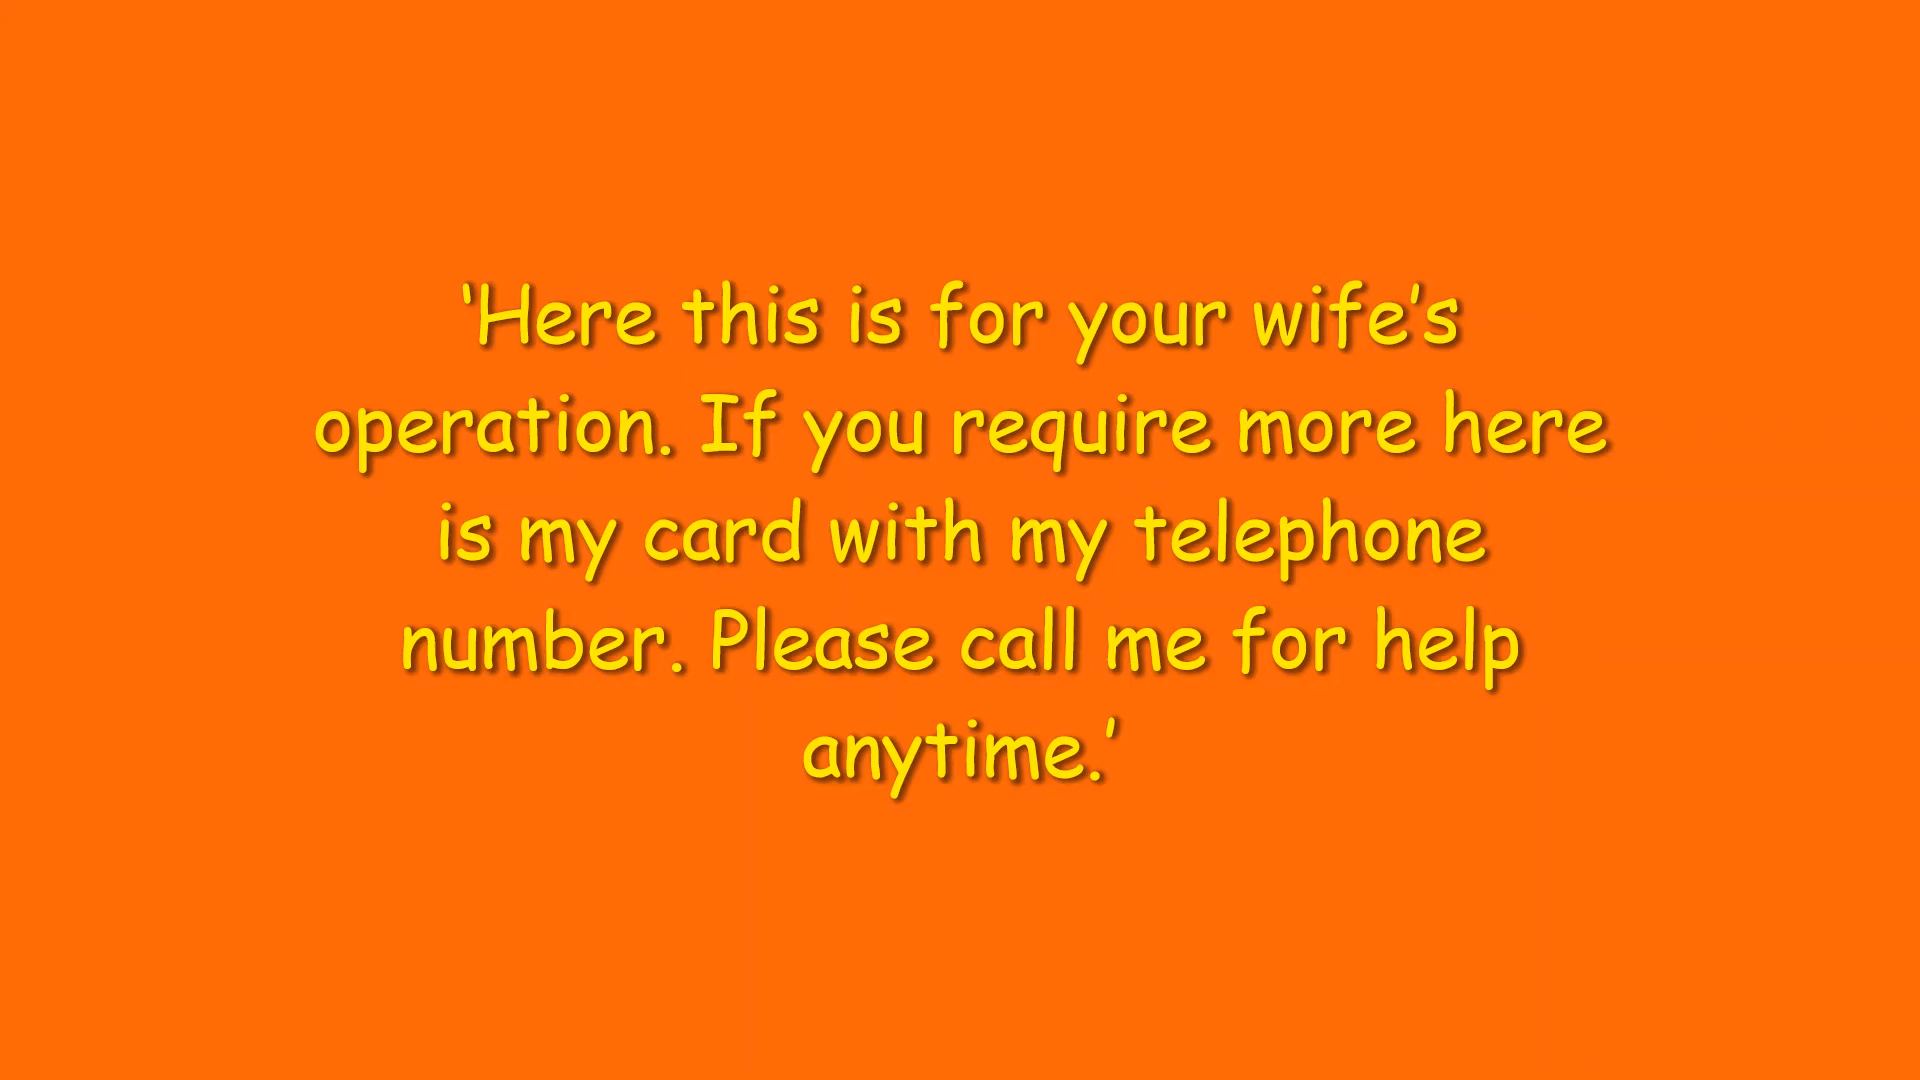 ‘Here this is for your wife’s
operation. If you require more here
is my card with my telephone
number. Please call me for help
anytime.’